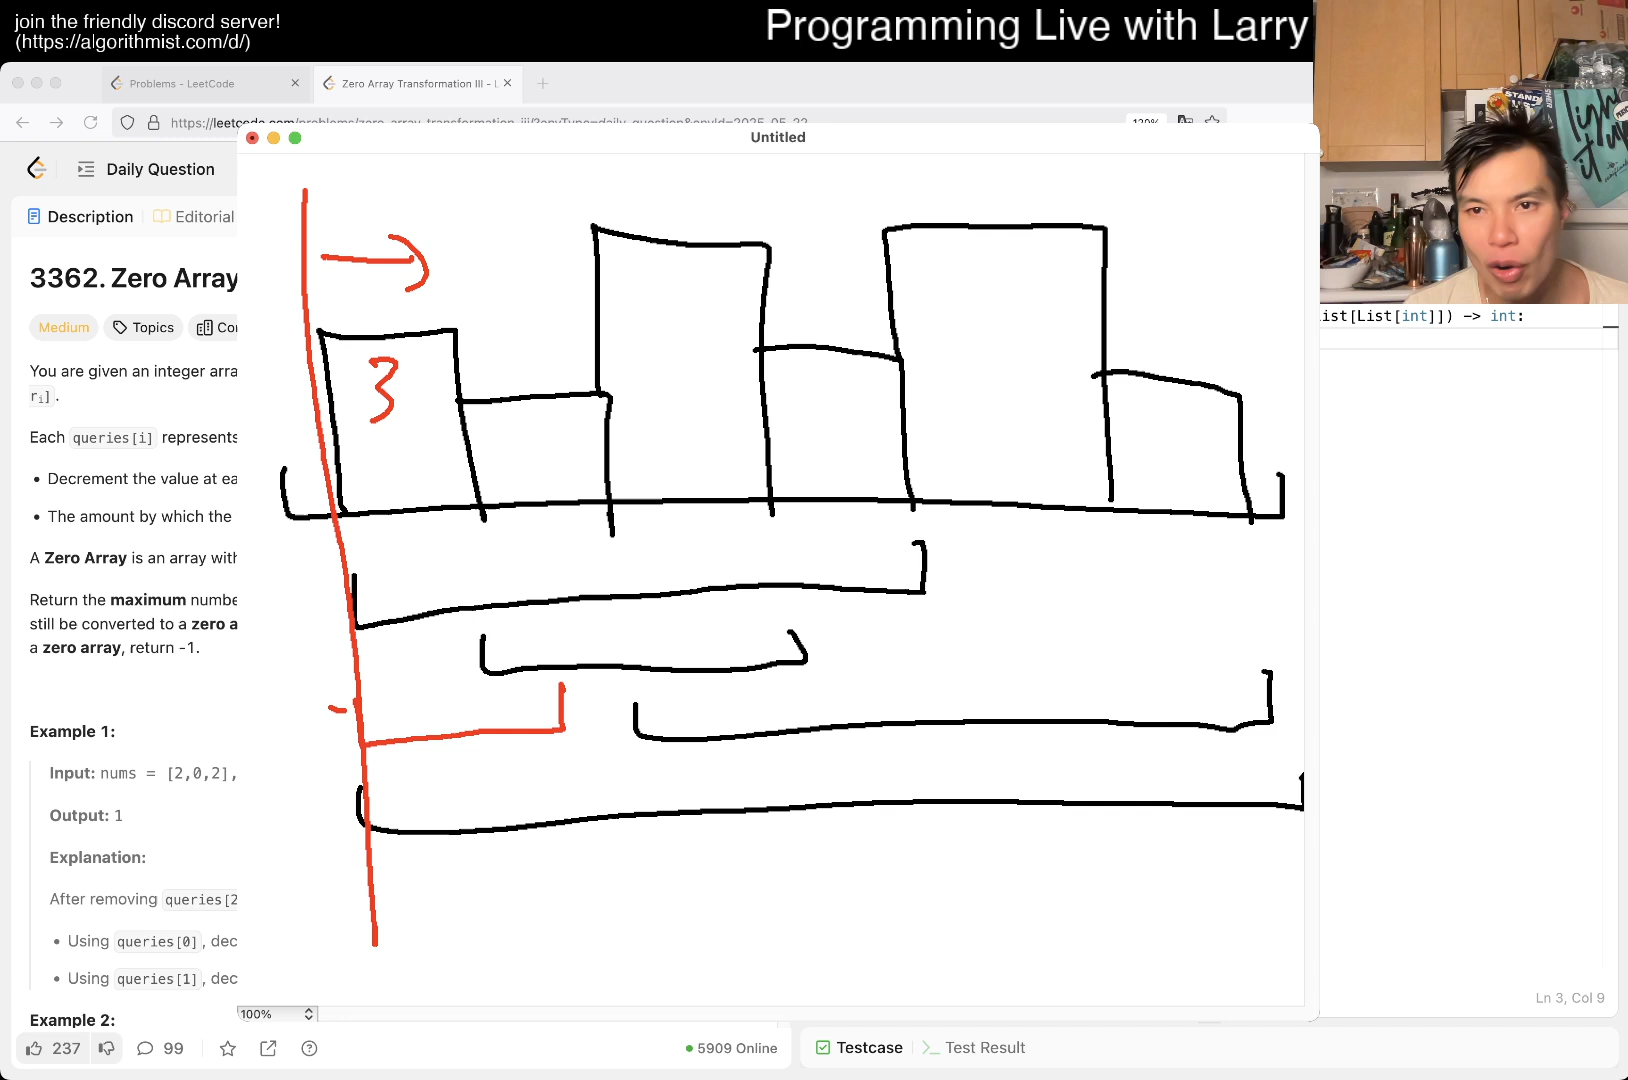 join the friendly discord server!
(https://algorithmist.com/d/)
Programming Live with Larry
Problems - LeetCode
Zero Array Transformation III - L
Untitled
Daily Question
Description
Editorial
3362. Zero Array
Medium
Topics
Co
You are given an integer arra
rᵢ] .
Each queries[i] represents
• Decrement the value at ea
• The amount by which the
A Zero Array is an array with
Return the maximum numbe
still be converted to a zero a
a zero array, return -1.
Example 1:
Input: nums = [2,0,2],
Output: 1
Explanation:
After removing queries[2
• Using queries[0], dec
• Using queries[1], dec
Example 2:
3
ist[List[int]]) -> int:
Ln 3, Col 9
100%
237
99
5909 Online
Testcase
Test Result
STAND